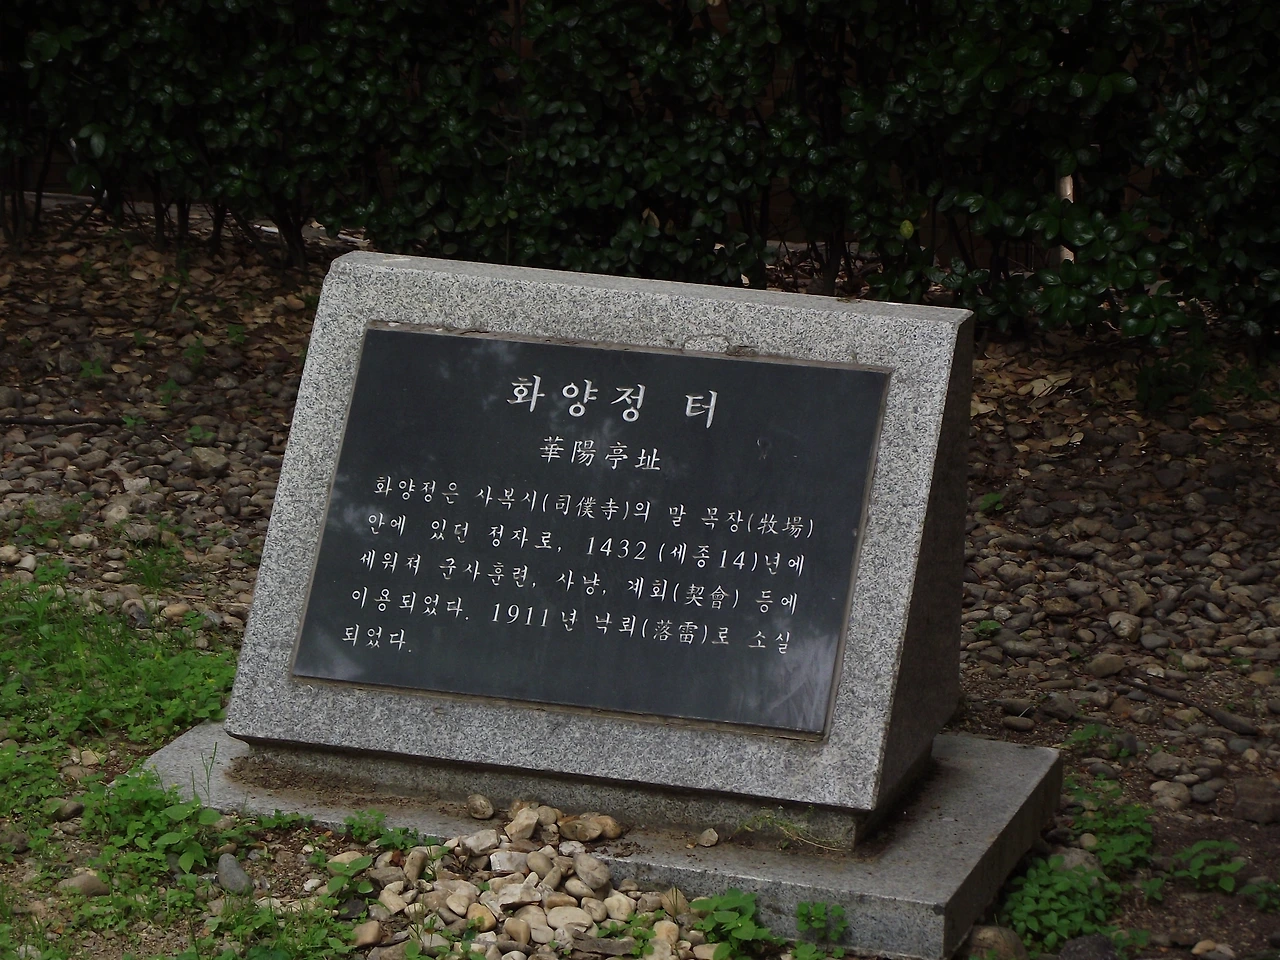 화양정 터
華陽亭址
화양정은 사복시(司僕寺)의 말 목장(牧場)
안에 있던 정자로, 1432 (세종14)년에
세워져 군사훈련, 사냥, 계회(契會) 등에
이용되었다. 1911년 낙뢰(落雷)로 소실
되었다.